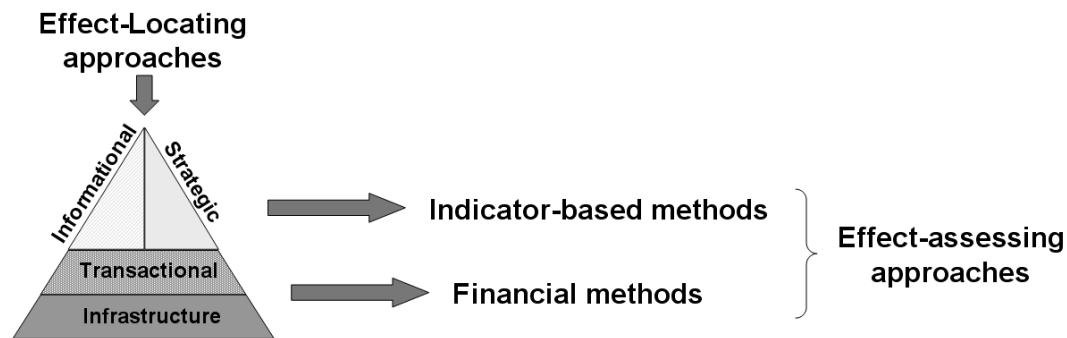 Effect-Locating
approaches
Informational
Strategic
Indicator-based methods
Effect-assessing
approaches
Transactional
Financial methods
Infrastructure